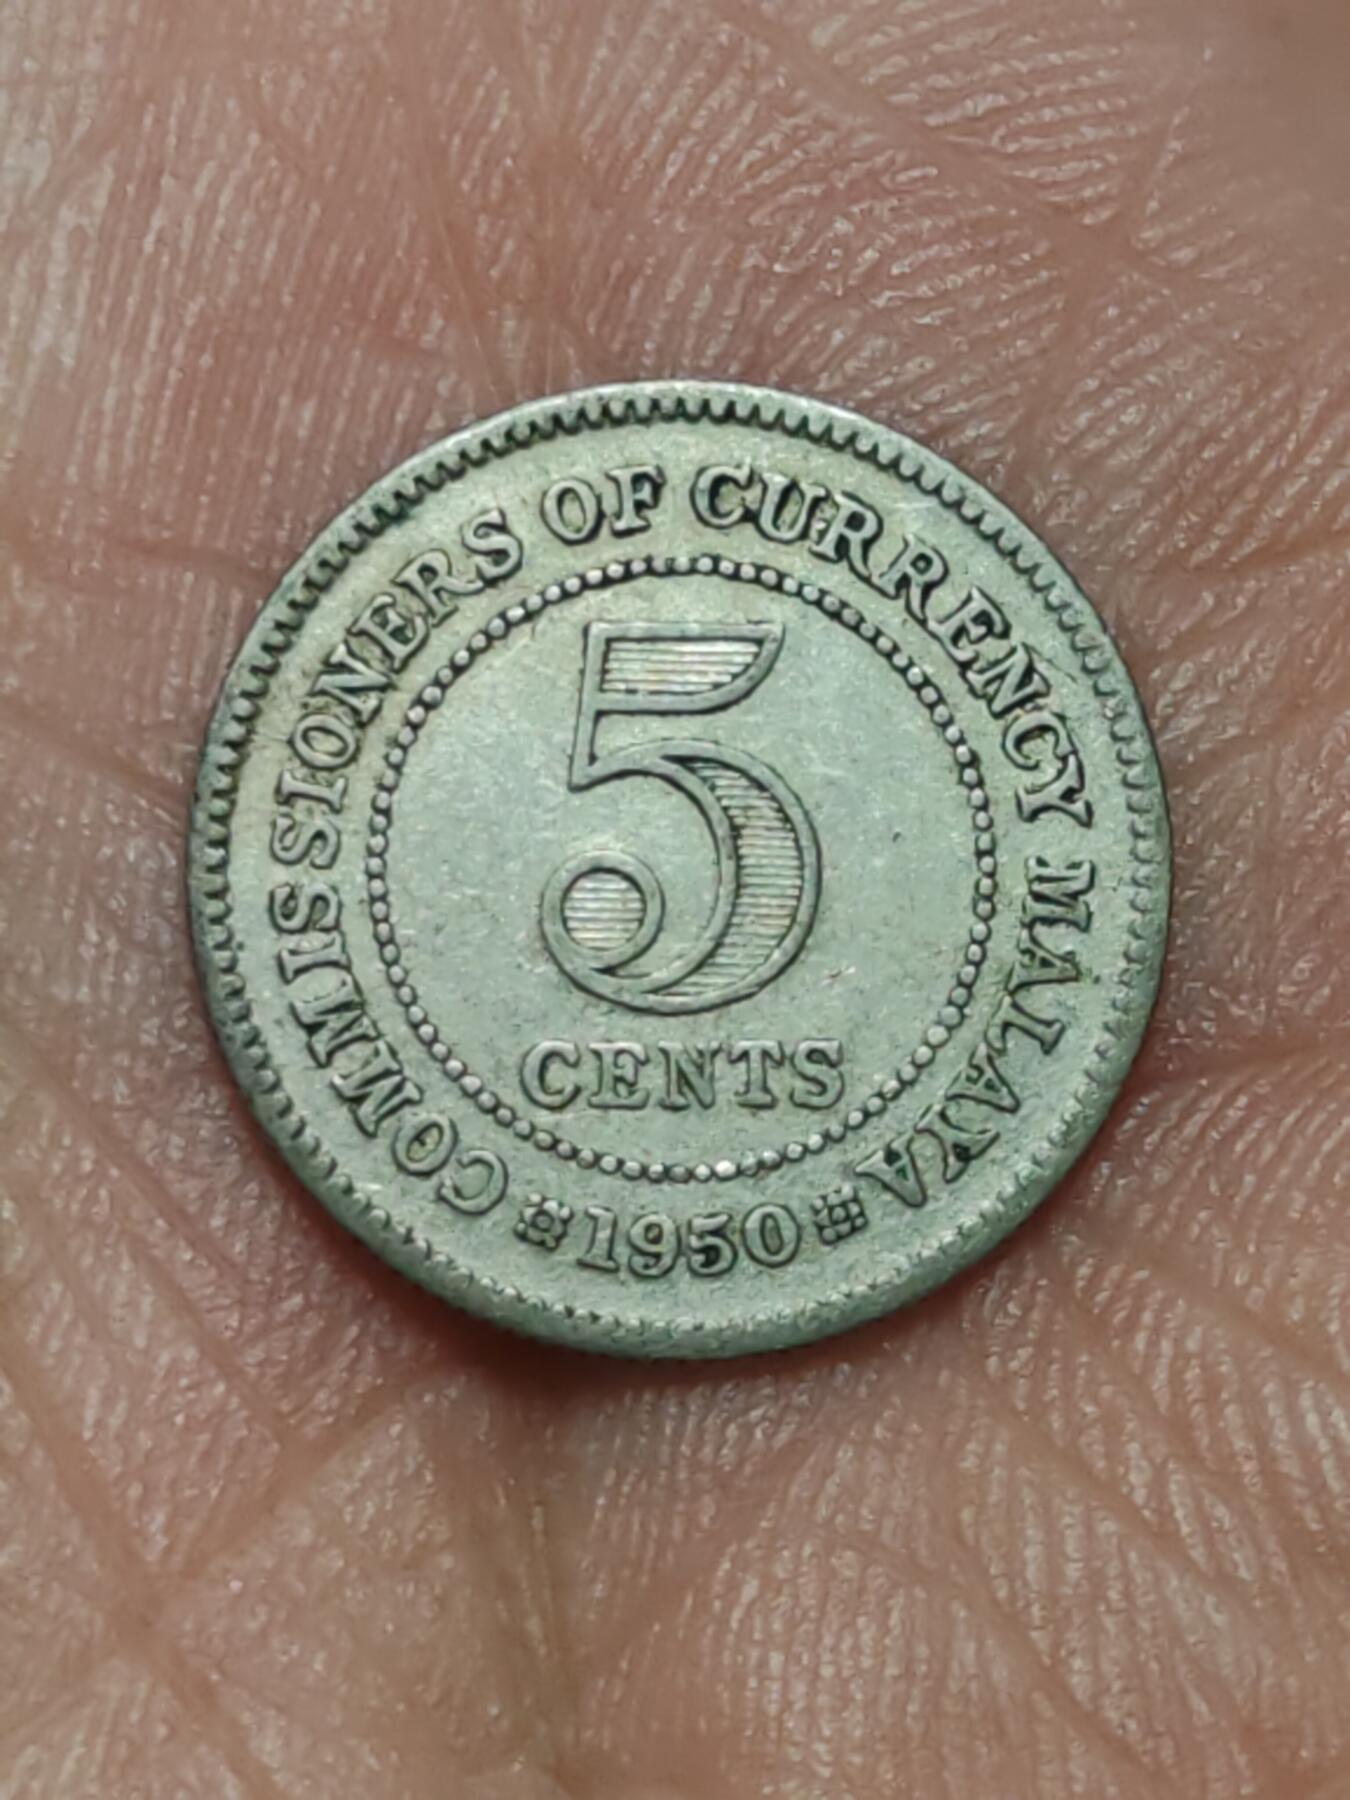 COMMISSIONERS OF CURRENCY MALAYA
5
CENTS
1950